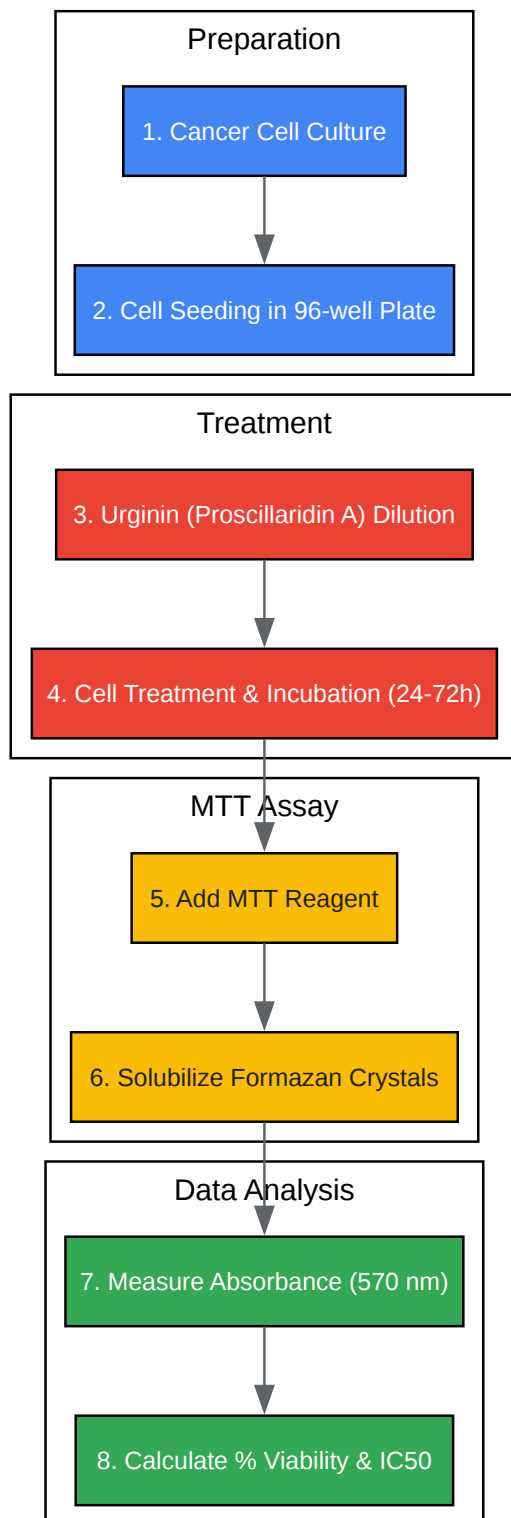 Preparation
1. Cancer Cell Culture
2. Cell Seeding in 96-well Plate
Treatment
3. Urginin (Proscillaridin A) Dilution
4. Cell Treatment & Incubation (24-72h)
MTT Assay
5. Add MTT Reagent
6. Solubilize Formazan Crystals
Data Analysis
7. Measure Absorbance (570 nm)
8. Calculate % Viability & IC50